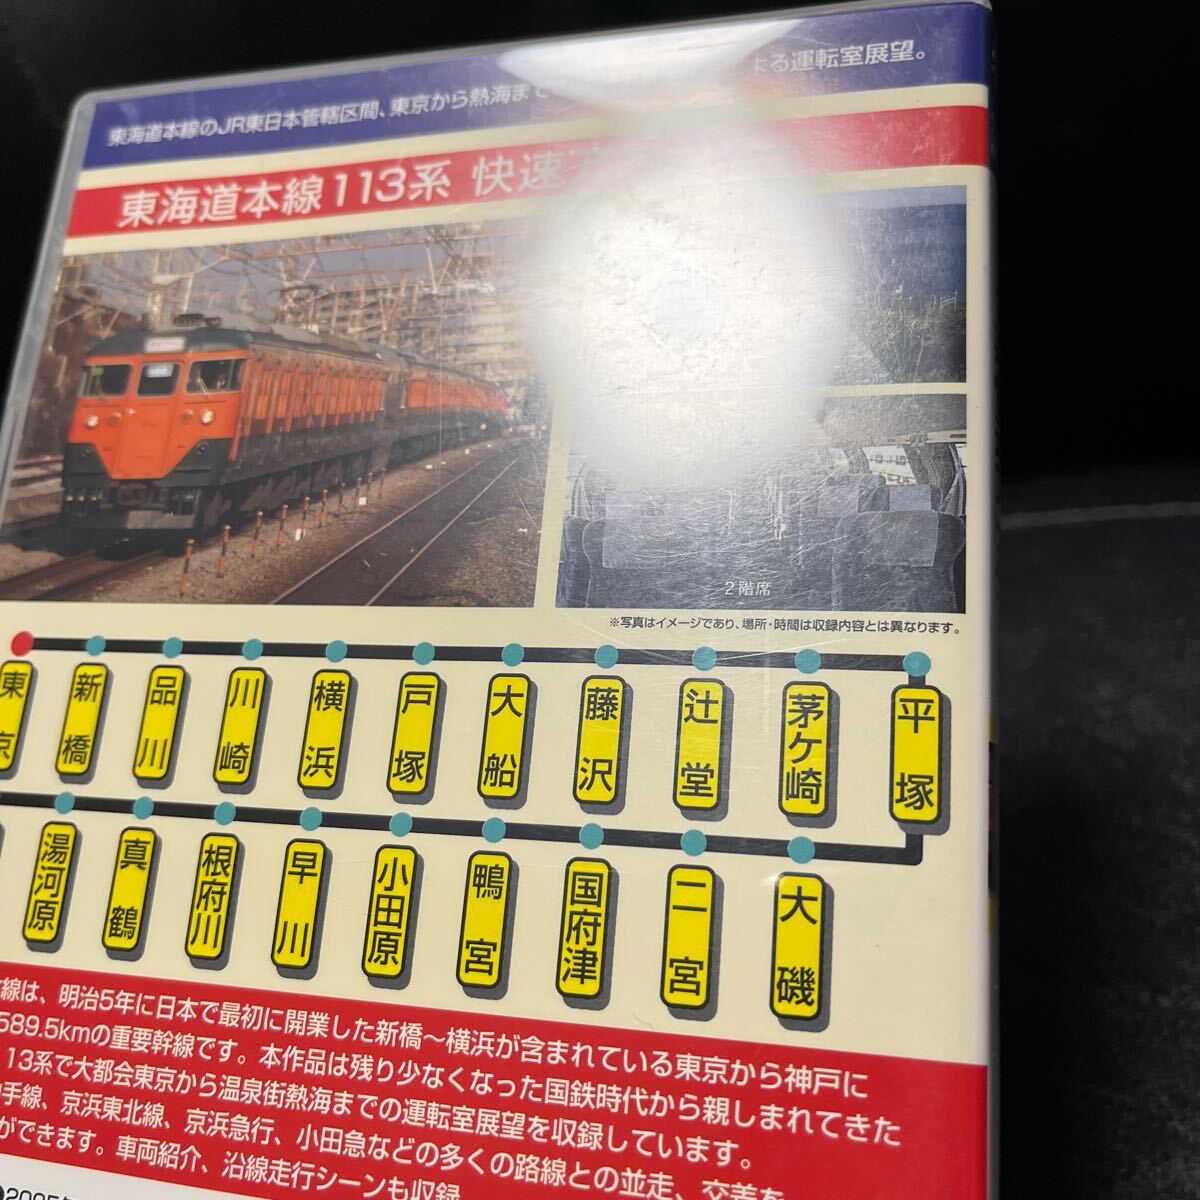 東海道本線のJR東日本管轄区間、東京から熱海まで
よる運転室展望。
東海道本線113系 快速
2階席
※写真はイメージであり、場所・時間は収録内容とは異なります。
東京
新橋
品川
川崎
横浜
戸塚
大船
藤沢
辻堂
茅ケ崎
平塚
湯河原
真鶴
根府川
早川
小田原
鴨宮
国府津
二宮
大磯
線は、明治5年に日本で最初に開業した新橋〜横浜が含まれている東京から神戸に
589.5kmの重要幹線です。本作品は残り少なくなった国鉄時代から親しまれてきた
113系で大都会東京から温泉街熱海までの運転室展望を収録しています。
手線、京浜東北線、京浜急行、小田急などの多くの路線との並走、交差を
ができます。車両紹介、沿線走行シーンも収録